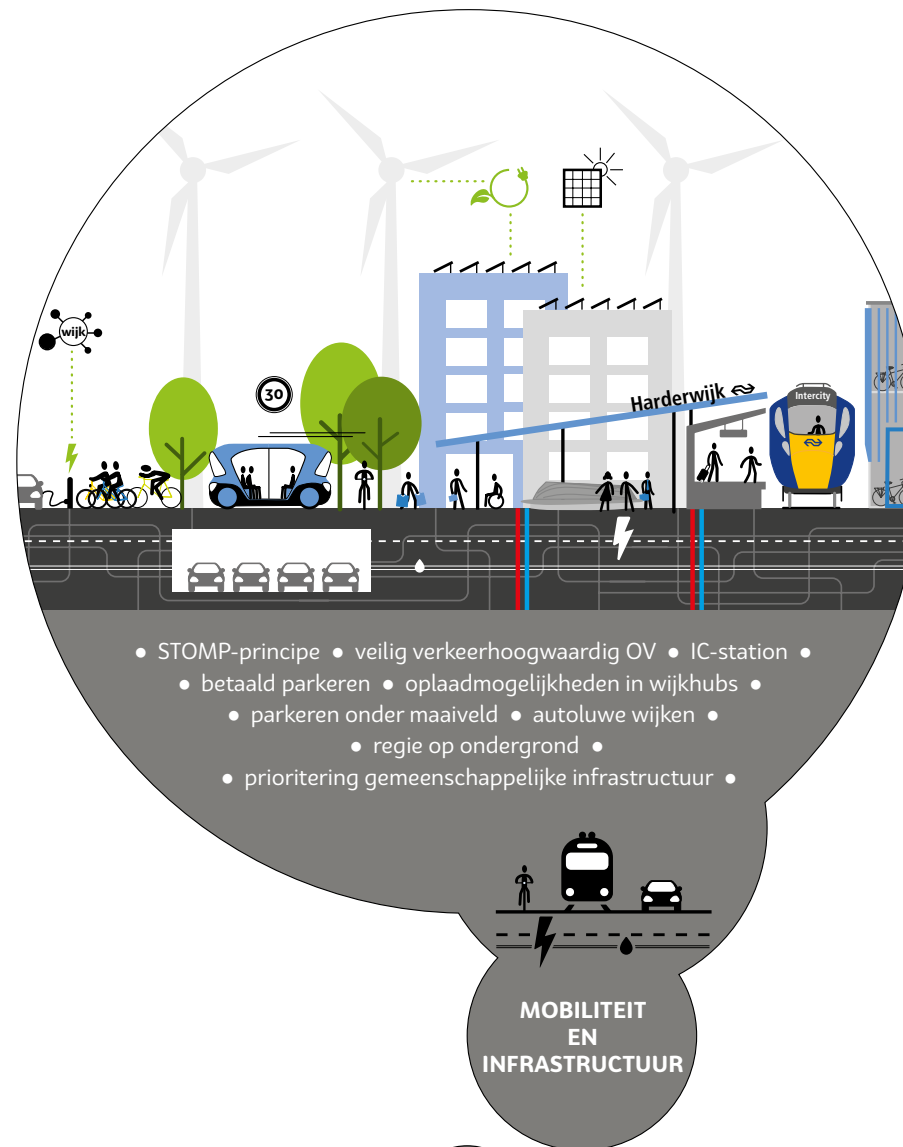 wijk
30
Harderwijk
Intercity
● STOMP-principe ● veilig verkeerhoogwaardig OV ● IC-station ●
● betaald parkeren ● oplaadmogelijkheden in wijkhubs ●
● parkeren onder maaiveld ● autoluwe wijken ●
● regie op ondergrond ●
● prioritering gemeenschappelijke infrastructuur ●
MOBILITEIT
EN
INFRASTRUCTUUR